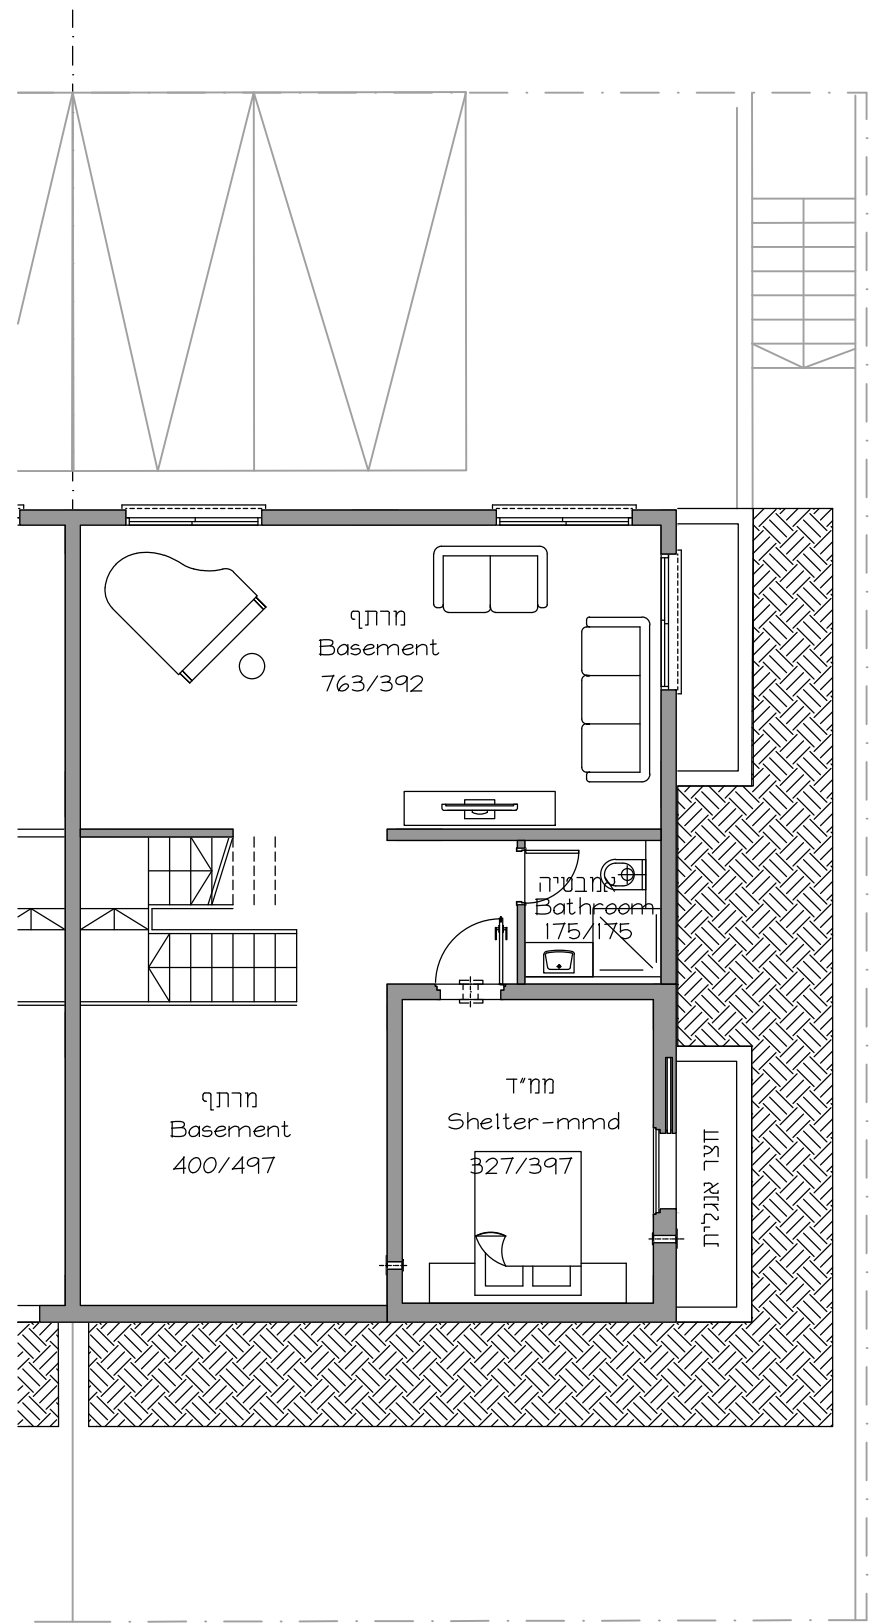 מרתף
Basement
763/392
אמבטיה
Bathroom
175/175
ממ"ד
Shelter-mmd
327/397
מרתף
Basement
400/497
חצר אנגלית